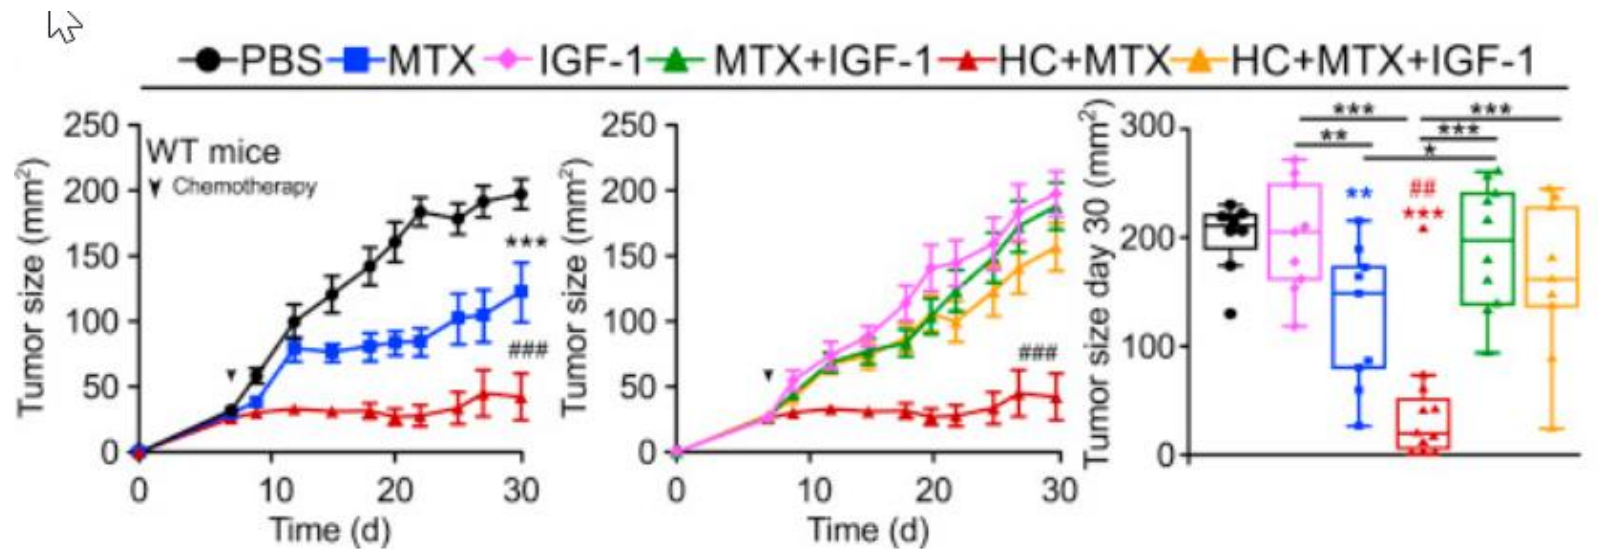 PBS MTX IGF-1 MTX+IGF-1 HC+MTX HC+MTX+IGF-1
Tumor size (mm²)
250
200
150
100
50
0
WT mice
Chemotherapy
***
###
0 10 20 30
Time (d)
Tumor size (mm²)
250
200
150
100
50
0
###
0 10 20 30
Time (d)
Tumor size day 30 (mm²)
300
200
100
0
*** ***
** ***
*
** ##
***